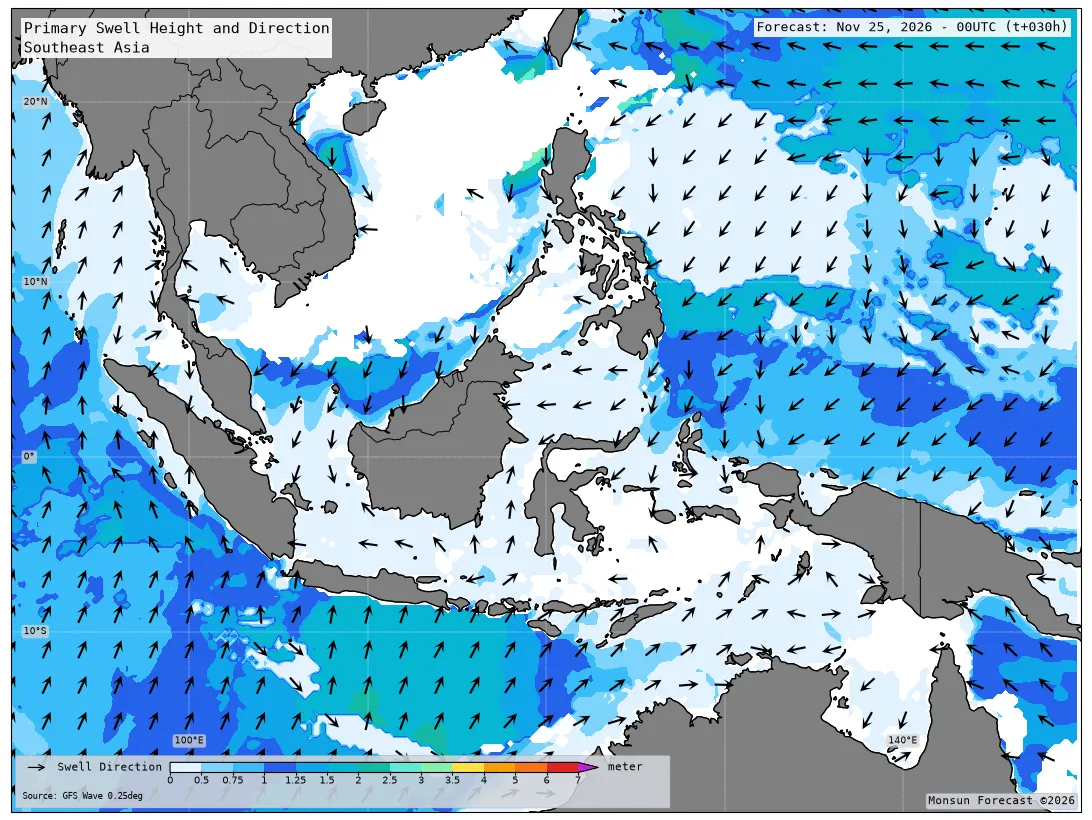 Primary Swell Height and Direction
Southeast Asia
Forecast: Nov 25, 2026 - 00UTC (t+030h)
20°N
10°N
0°
10°S
100°E
140°E
Swell Direction
0 0.5 0.75 1 1.25 1.5 2 2.5 3 3.5 4 5 6 7
meter
Source: GFS Wave 0.25deg
Monsun Forecast ©2026